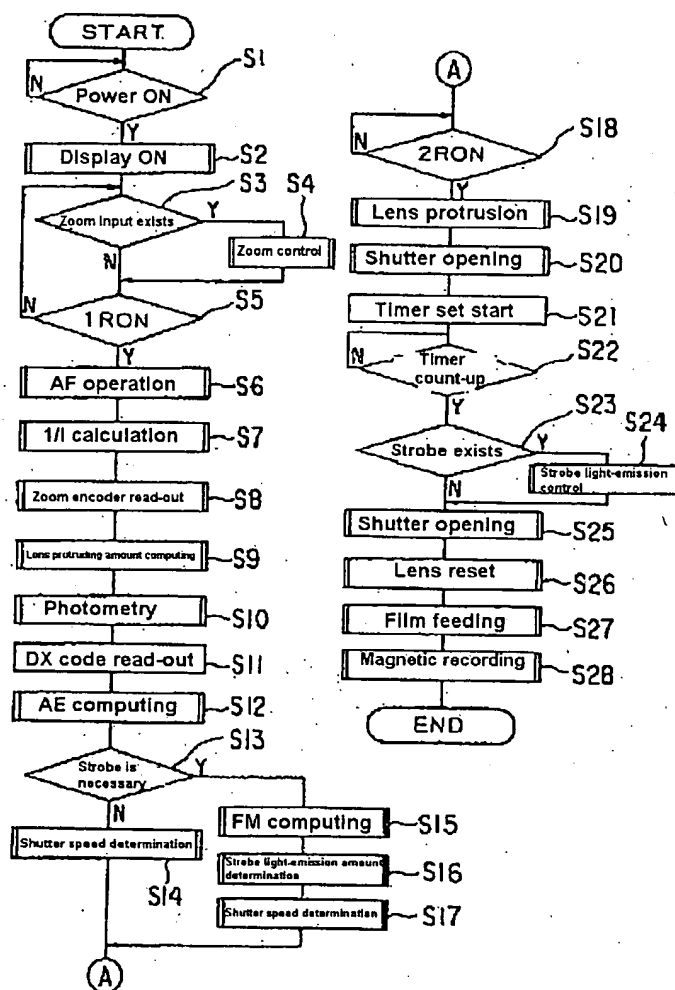 START
S1
N
Power ON
Y
Display ON
S2
S3
S4
Zoom Input exists
Y
Zoom control
N
N
S5
1RON
Y
AF operation
S6
1/l calculation
S7
Zoom encoder read-out
S8
Lens protruding amount computing
S9
Photometry
S10
DX code read-out
S11
AE computing
S12
S13
Strobe is
necessary
Y
N
Shutter speed determination
S14
FM computing
S15
Strobe light-emission amount
determination
S16
Shutter speed determination
S17
A
A
S18
N
2RON
Y
Lens protrusion
S19
Shutter opening
S20
Timer set start
S21
N
Timer
count-up
S22
Y
S23
S24
Strobe exists
Y
Strobe light-emission
control
N
Shutter opening
S25
Lens reset
S26
Film feeding
S27
Magnetic recording
S28
END